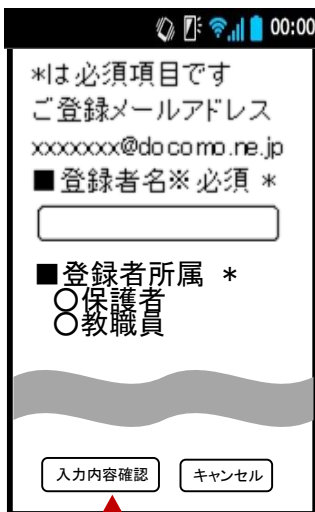 00:00
*は必須項目です
ご登録メールアドレス
xxxxxxx@docomo.ne.jp
■登録者名※必須 *
■登録者所属 *
○保護者
○教職員
入力内容確認 キャンセル